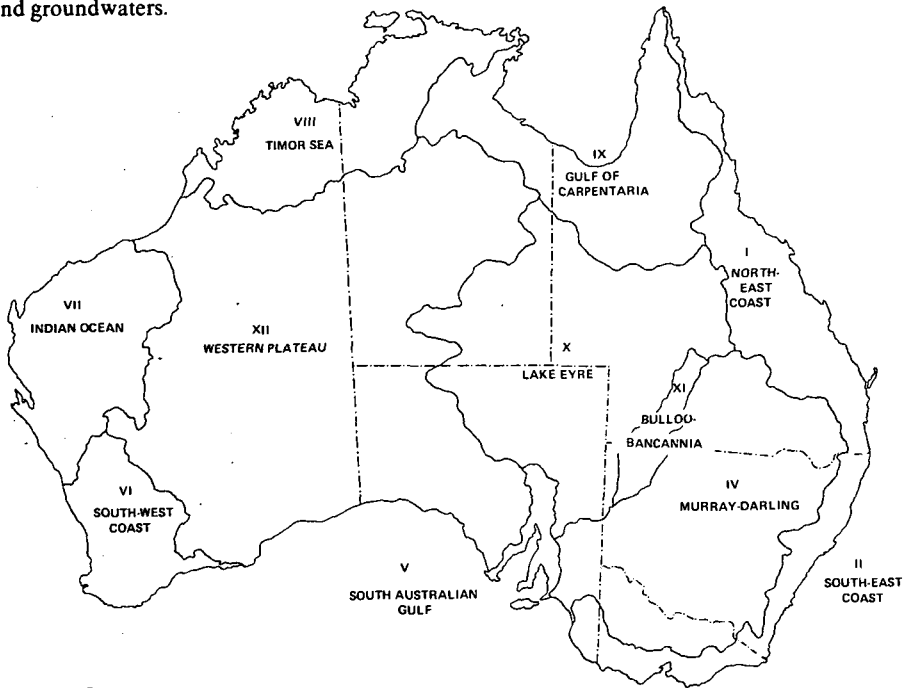 nd groundwaters.
VIII
TIMOR SEA
IX
GULF OF
CARPENTARIA
I
NORTH-
EAST
COAST
VII
INDIAN OCEAN
XII
WESTERN PLATEAU
X
LAKE EYRE
XI
BULLOO-
BANCANNIA
VI
SOUTH-WEST
COAST
IV
MURRAY-DARLING
V
SOUTH AUSTRALIAN
GULF
II
SOUTH-EAST
COAST